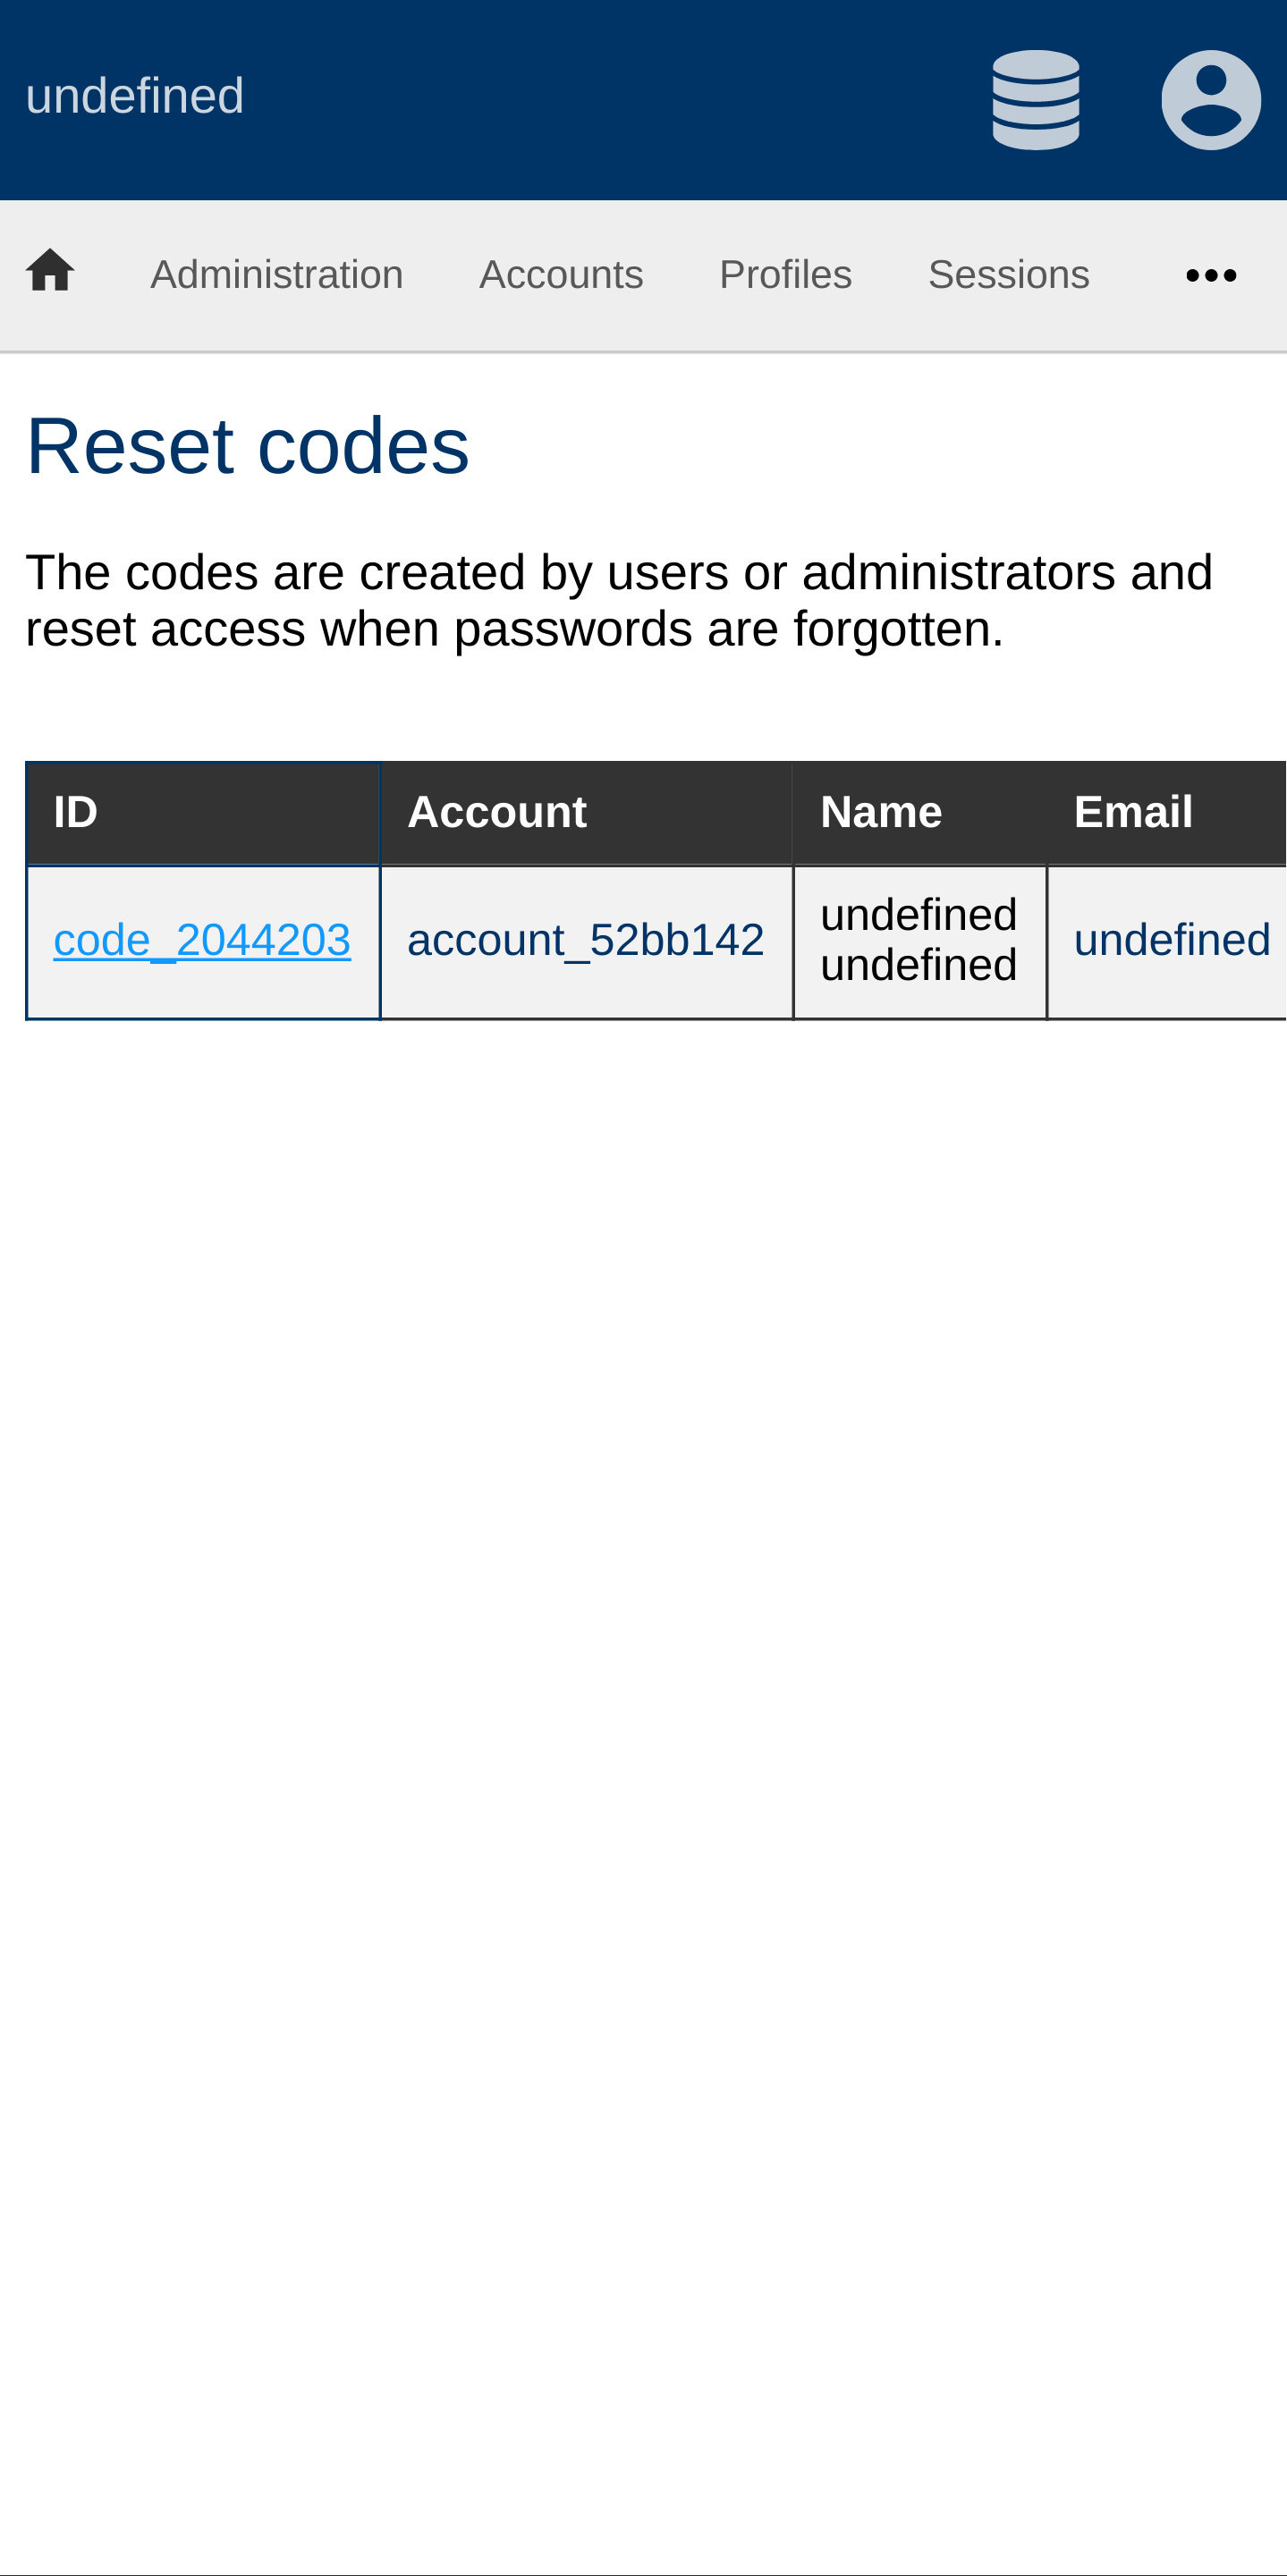 undefined
Administration Accounts Profiles Sessions
Reset codes
The codes are created by users or administrators and
reset access when passwords are forgotten.
ID Account Name Email
code_2044203 account_52bb142 undefined undefined undefined